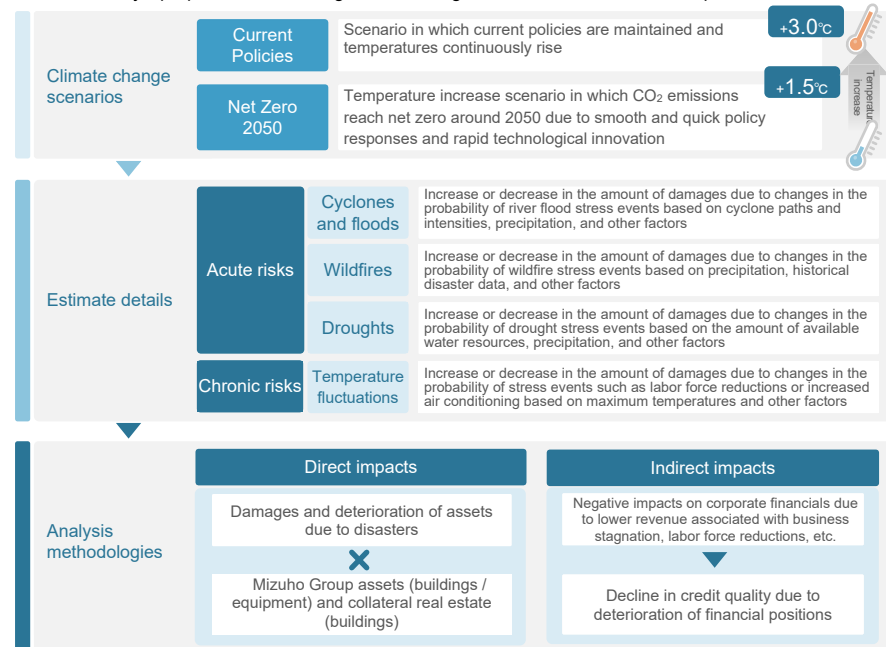 Climate change
scenarios
Current
Policies
Scenario in which current policies are maintained and
temperatures continuously rise
+3.0℃
Net Zero
2050
Temperature increase scenario in which CO₂ emissions
reach net zero around 2050 due to smooth and quick policy
responses and rapid technological innovation
+1.5℃
Temperature
increase
Estimate details
Acute risks
Cyclones
and floods
Increase or decrease in the amount of damages due to changes in the
probability of river flood stress events based on cyclone paths and
intensities, precipitation, and other factors
Wildfires
Increase or decrease in the amount of damages due to changes in the
probability of wildfire stress events based on precipitation, historical
disaster data, and other factors
Droughts
Increase or decrease in the amount of damages due to changes in the
probability of drought stress events based on the amount of available
water resources, precipitation, and other factors
Chronic risks
Temperature
fluctuations
Increase or decrease in the amount of damages due to changes in the
probability of stress events such as labor force reductions or increased
air conditioning based on maximum temperatures and other factors
Analysis
methodologies
Direct impacts
Damages and deterioration of assets
due to disasters
Mizuho Group assets (buildings /
equipment) and collateral real estate
(buildings)
Indirect impacts
Negative impacts on corporate financials due
to lower revenue associated with business
stagnation, labor force reductions, etc.
Decline in credit quality due to
deterioration of financial positions